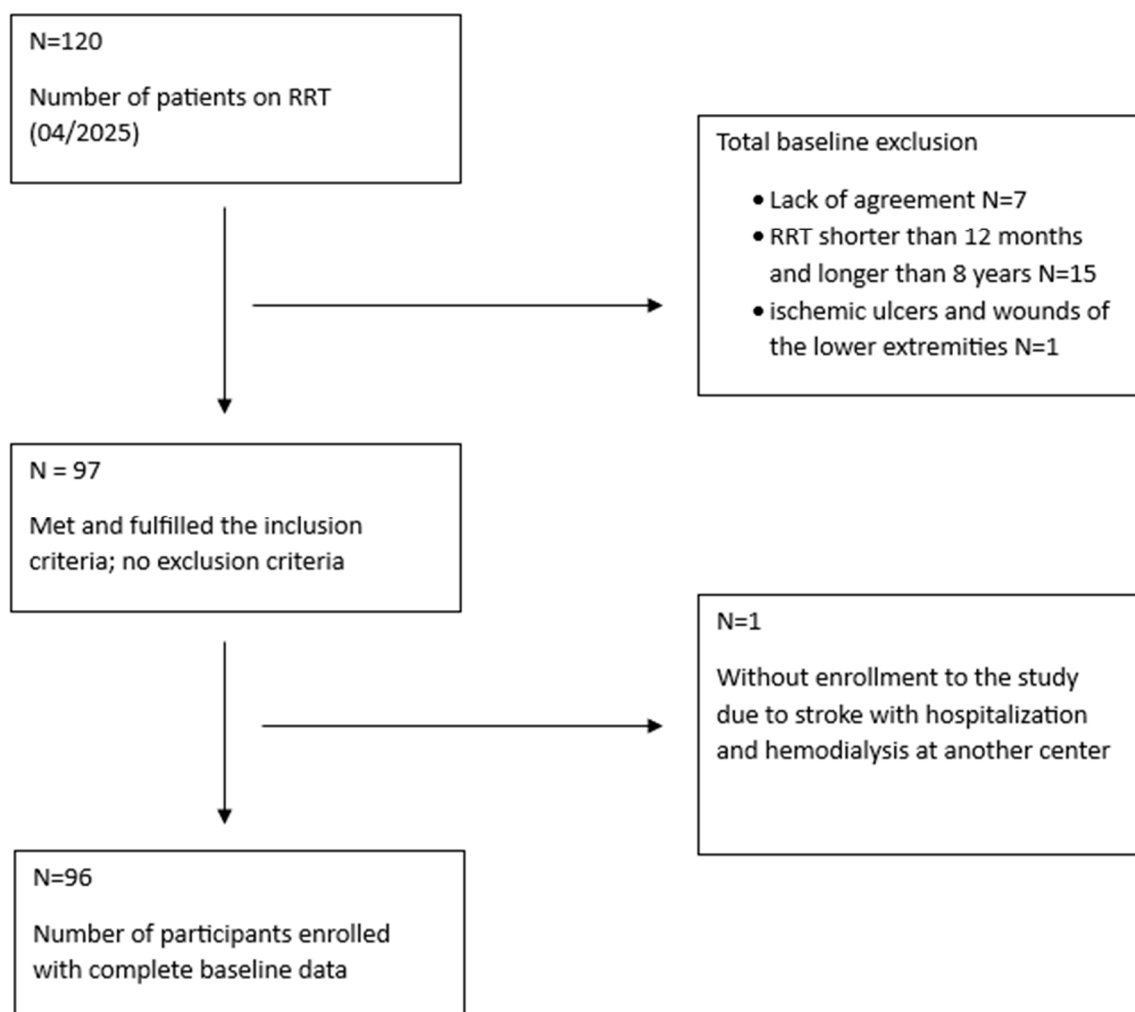 N=120
Number of patients on RRT
(04/2025)
Total baseline exclusion
• Lack of agreement N=7
• RRT shorter than 12 months
and longer than 8 years N=15
• ischemic ulcers and wounds of
the lower extremities N=1
N = 97
Met and fulfilled the inclusion
criteria; no exclusion criteria
N=1
Without enrollment to the study
due to stroke with hospitalization
and hemodialysis at another center
N=96
Number of participants enrolled
with complete baseline data